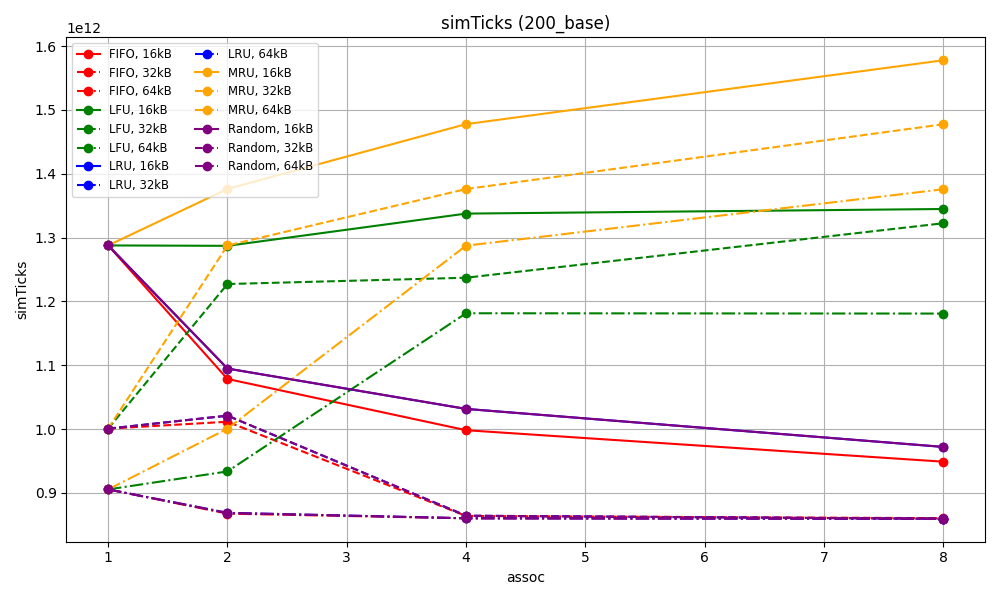 simTicks (200_base)
1e12
FIFO, 16kB
FIFO, 32kB
FIFO, 64kB
LFU, 16kB
LFU, 32kB
LFU, 64kB
LRU, 16kB
LRU, 32kB
LRU, 64kB
MRU, 16kB
MRU, 32kB
MRU, 64kB
Random, 16kB
Random, 32kB
Random, 64kB
simTicks
1.6
1.5
1.4
1.3
1.2
1.1
1.0
0.9
1 2 3 4 5 6 7 8
assoc